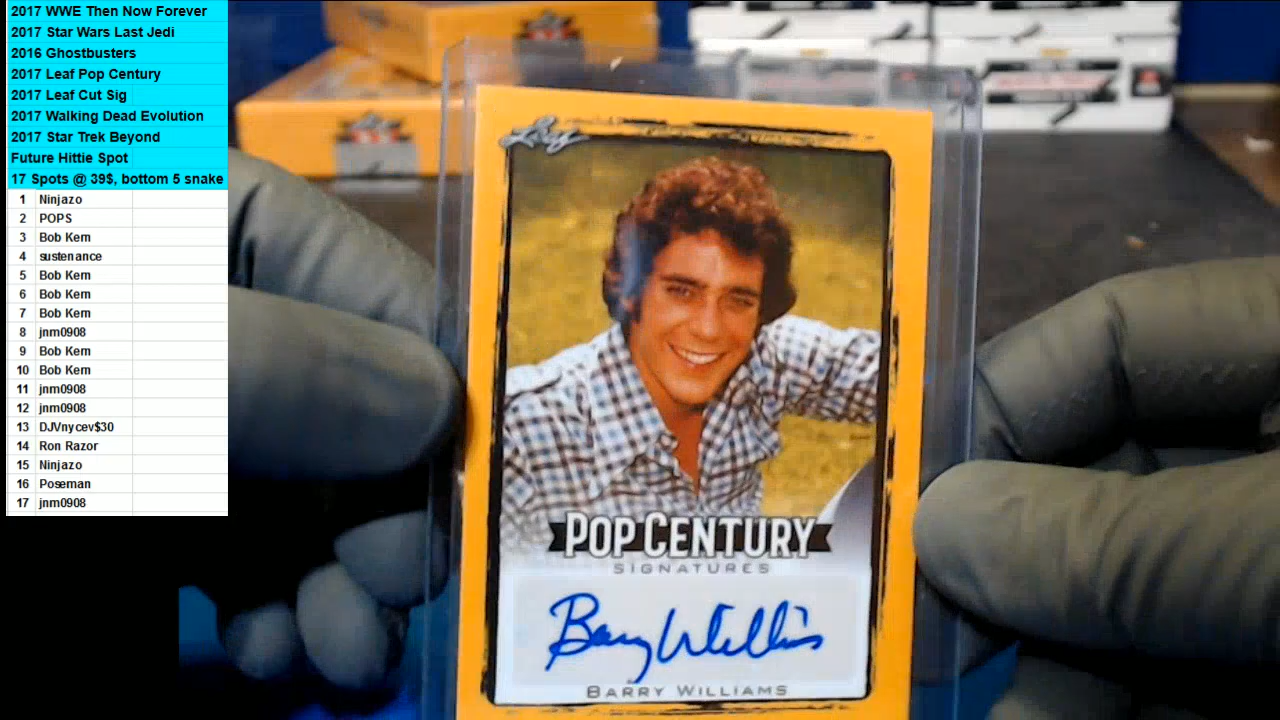 2017 WWE Then Now Forever
2017 Star Wars Last Jedi
2016 Ghostbusters
2017 Leaf Pop Century
2017 Leaf Cut Sig
2017 Walking Dead Evolution
2017 Star Trek Beyond
Future Hittie Spot
17 Spots @ 39$, bottom 5 snake
1 Ninjazo
2 POPS
3 Bob Kem
4 sustenance
5 Bob Kem
6 Bob Kem
7 Bob Kem
8 jnm0908
9 Bob Kem
10 Bob Kem
11 jnm0908
12 jnm0908
13 DJVnycev$30
14 Ron Razor
15 Ninjazo
16 Poseman
17 jnm0908
Leaf
POP CENTURY
SIGNATURES
Barry Williams
BARRY WILLIAMS